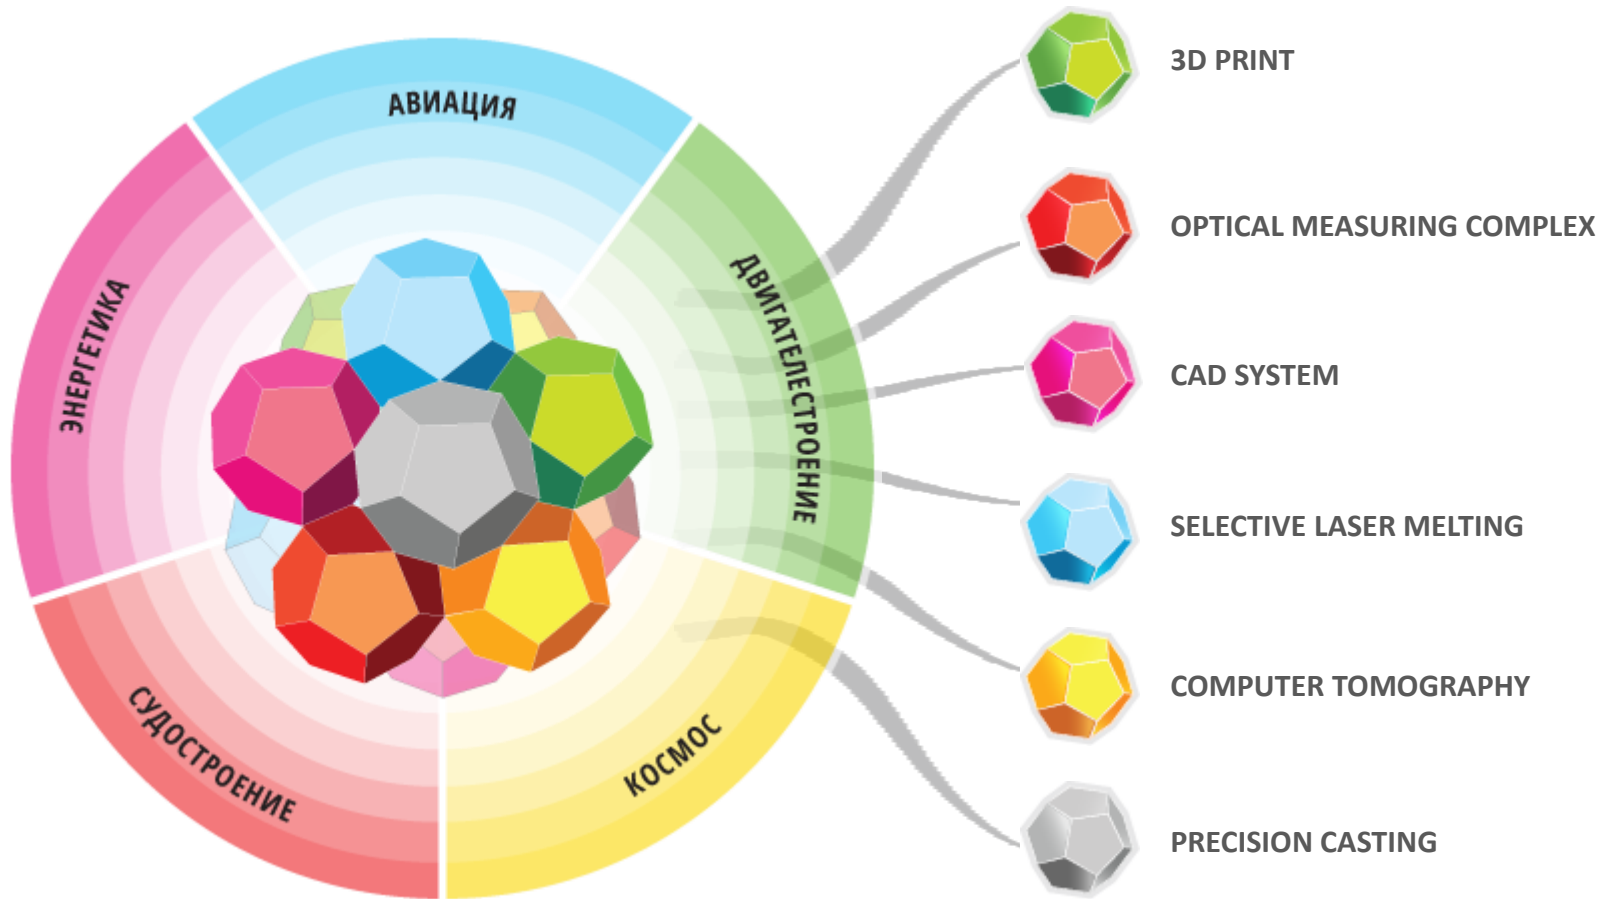 АВИАЦИЯ
ДВИГАТЕЛЕСТРОЕНИЕ
КОСМОС
СУДОСТРОЕНИЕ
ЭНЕРГЕТИКА
3D PRINT
OPTICAL MEASURING COMPLEX
CAD SYSTEM
SELECTIVE LASER MELTING
COMPUTER TOMOGRAPHY
PRECISION CASTING